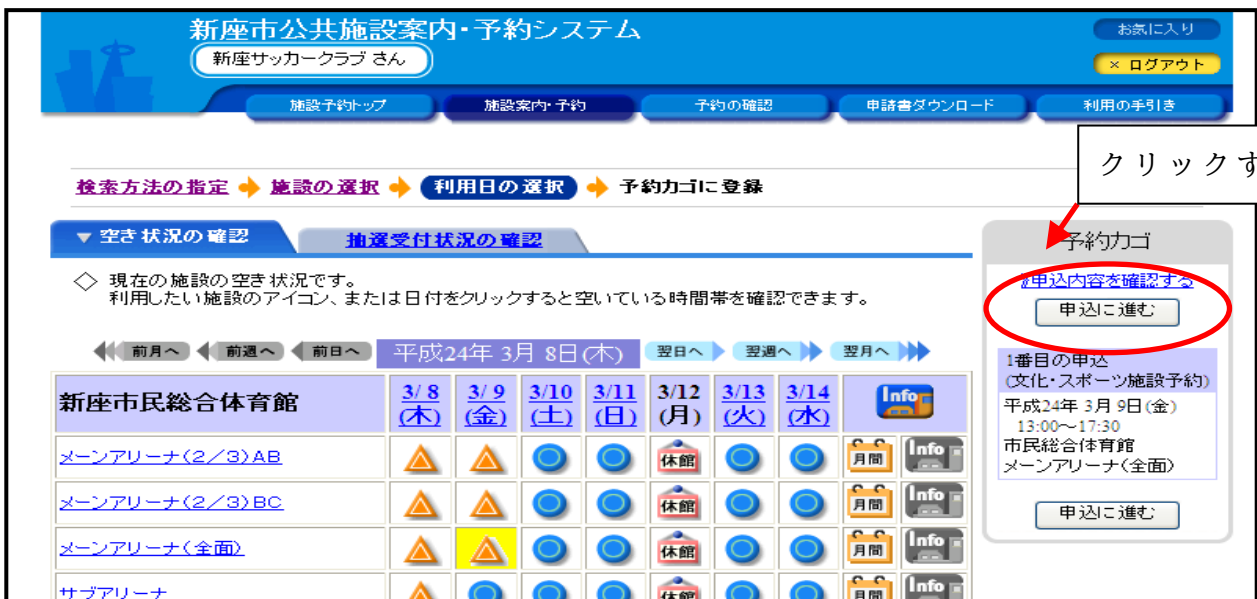 新座市公共施設案内・予約システム
お気に入り
新座サッカークラブ さん
× ログアウト
施設予約トップ 施設案内・予約 予約の確認 申請書ダウンロード 利用の手引き
クリックす
検索方法の指定 施設の選択 利用日の選択 予約カゴに登録
▼ 空き状況の確認 抽選受付状況の確認
◇ 現在の施設の空き状況です。
利用したい施設のアイコン、または日付をクリックすると空いている時間帯を確認できます。
前月へ 前週へ 前日へ 平成24年 3月 8日(木) 翌日へ 翌週へ 翌月へ
新座市民総合体育館 3/ 8(木) 3/ 9(金) 3/10(土) 3/11(日) 3/12(月) 3/13(火) 3/14(水) Info
メーンアリーナ(2/3)AB 休館 月間 Info
メーンアリーナ(2/3)BC 休館 月間 Info
メーンアリーナ(全面) 休館 月間 Info
サブアリーナ 休館 月間 Info
予約カゴ
申込内容を確認する
申込に進む
1番目の申込
(文化・スポーツ施設予約)
平成24年 3月 9日(金)
13:00～17:30
市民総合体育館
メーンアリーナ(全面)
申込に進む